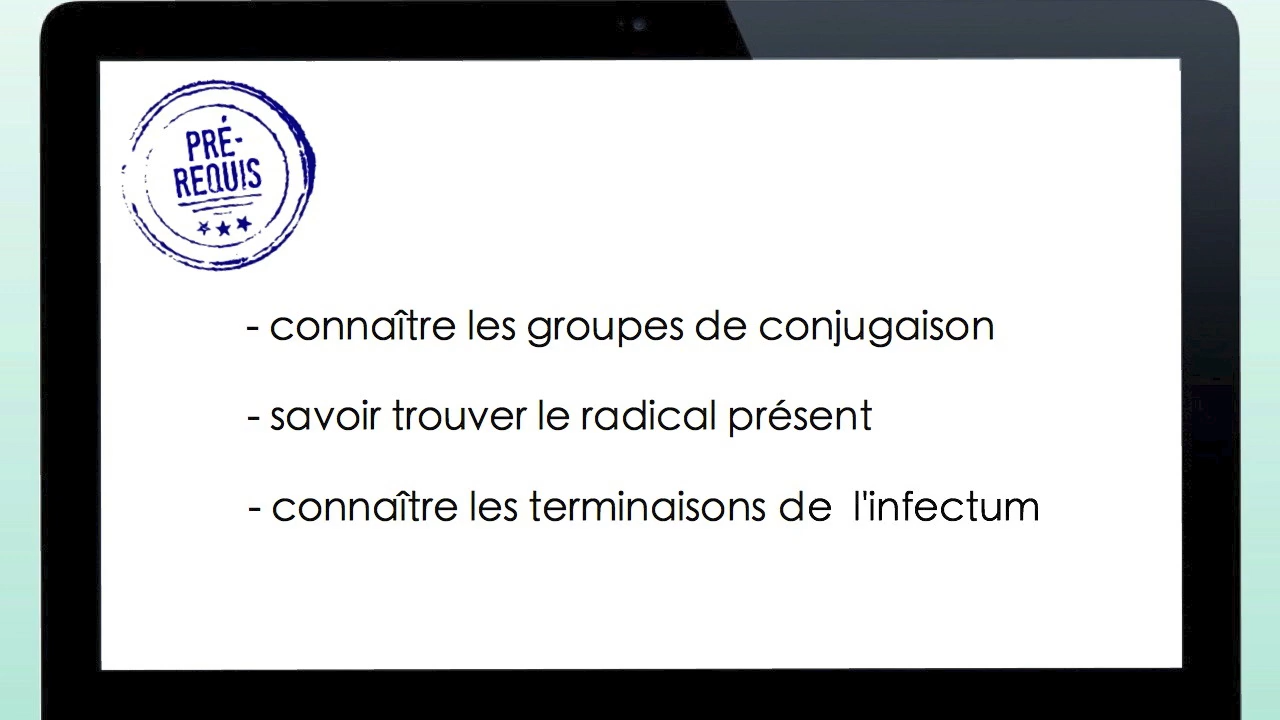 PRÉ-
REQUIS
- connaître les groupes de conjugaison
- savoir trouver le radical présent
- connaître les terminaisons de  l'infectum